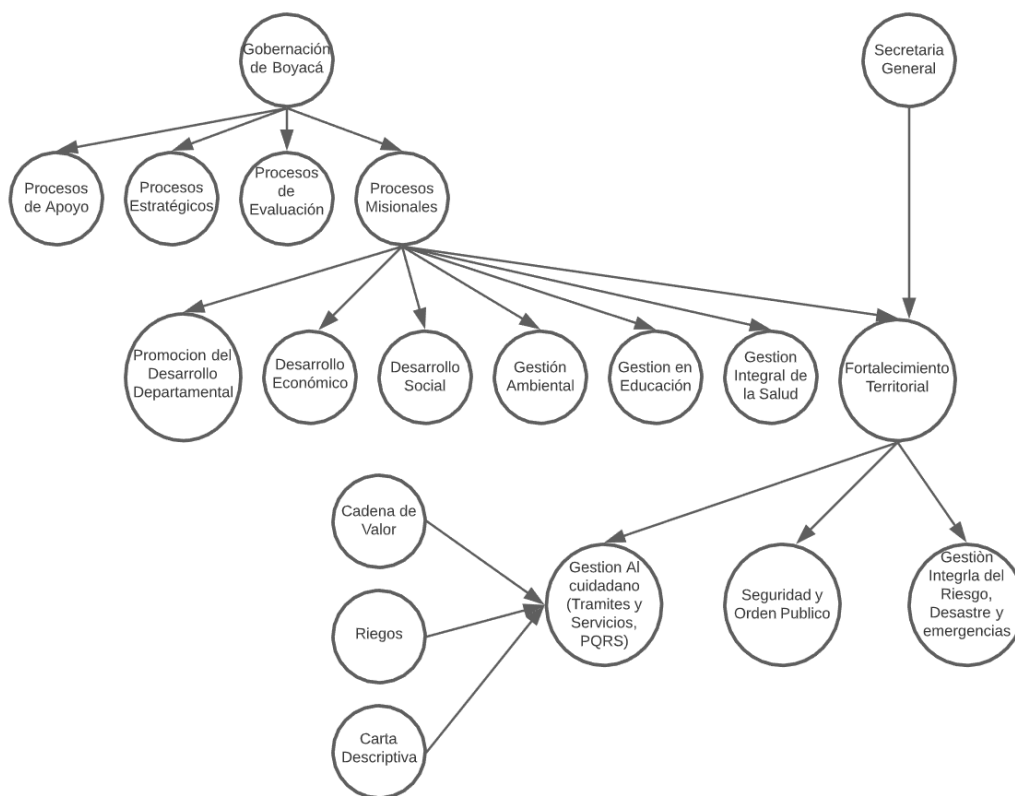 Gobernación
de Boyacá
Secretaria
General
Procesos
de Apoyo
Procesos
Estratégicos
Procesos
de
Evaluación
Procesos
Misionales
Promocion del
Desarrollo
Departamental
Desarrollo
Económico
Desarrollo
Social
Gestión
Ambiental
Gestion en
Educación
Gestion
Integral de
la Salud
Fortalecimiento
Territorial
Cadena de
Valor
Riegos
Carta
Descriptiva
Gestion Al
cuidadano
(Tramites y
Servicios,
PQRS)
Seguridad y
Orden Publico
Gestiòn
Integrla del
Riesgo,
Desastre y
emergencias